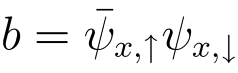 b = \bar{\psi}_{x,\uparrow} \psi_{x,\downarrow}